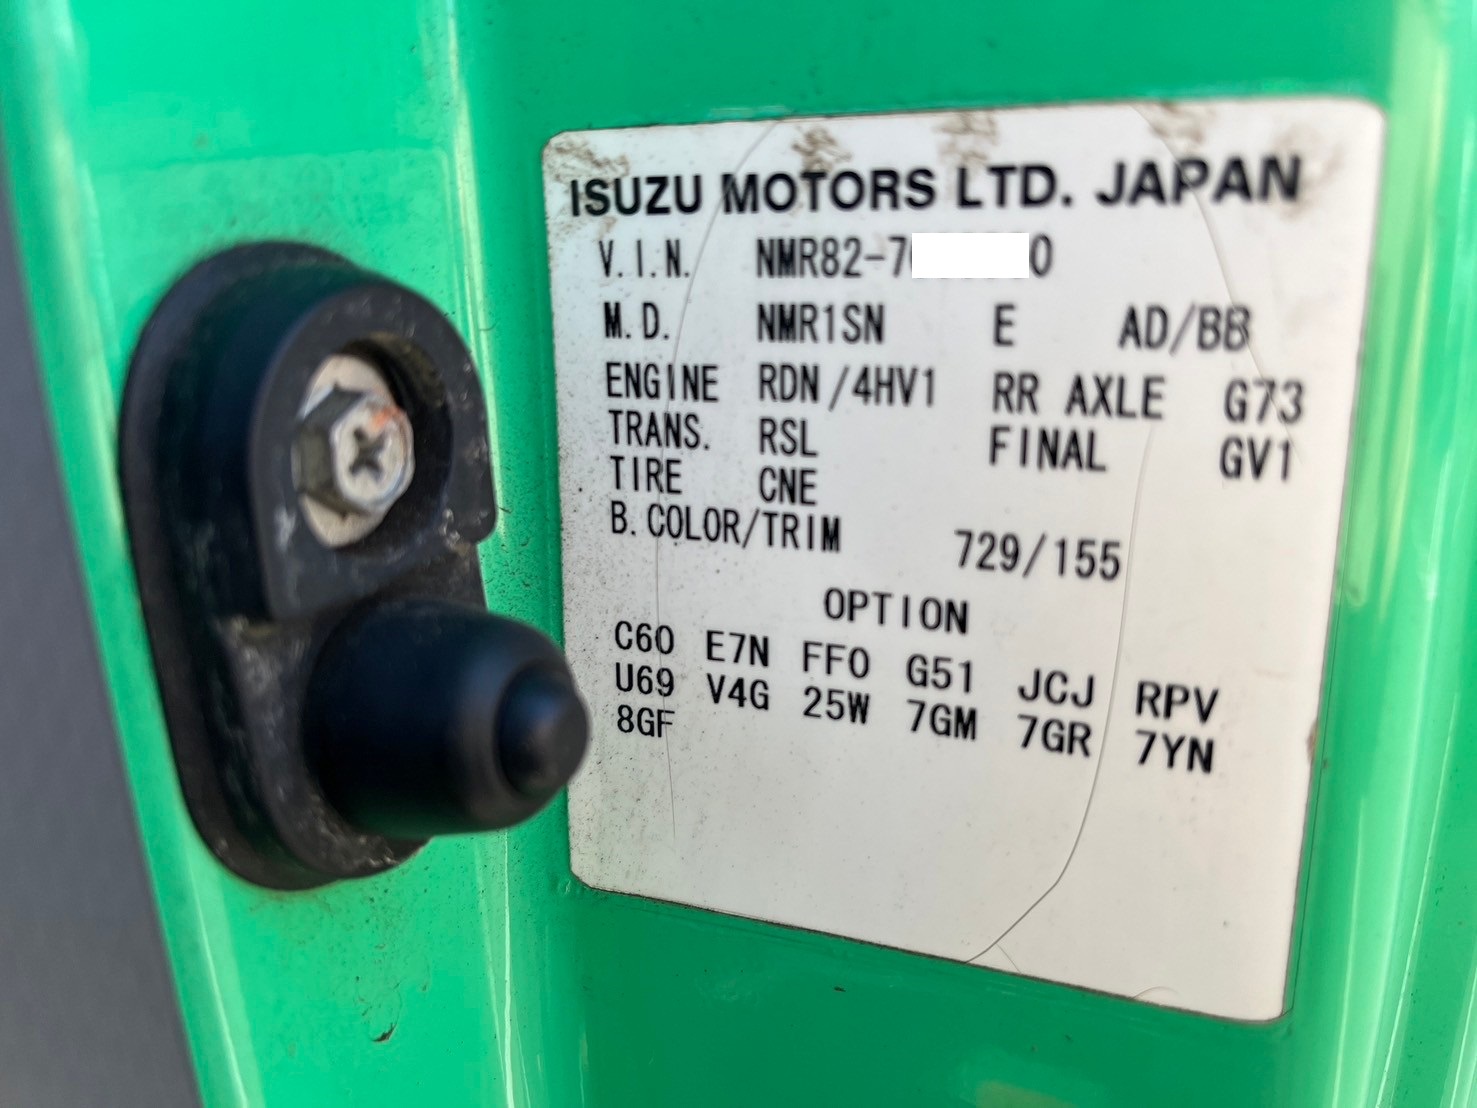 ISUZU MOTORS LTD. JAPAN
V.I.N. NMR82-7 0
M.D. NMR1SN E AD/BB
ENGINE RDN/4HV1 RR AXLE G73
TRANS. RSL FINAL GV1
TIRE CNE
B.COLOR/TRIM 729/155
OPTION
C60 E7N FF0 G51 JCJ RPV
U69 V4G 25W 7GM 7GR 7YN
8GF